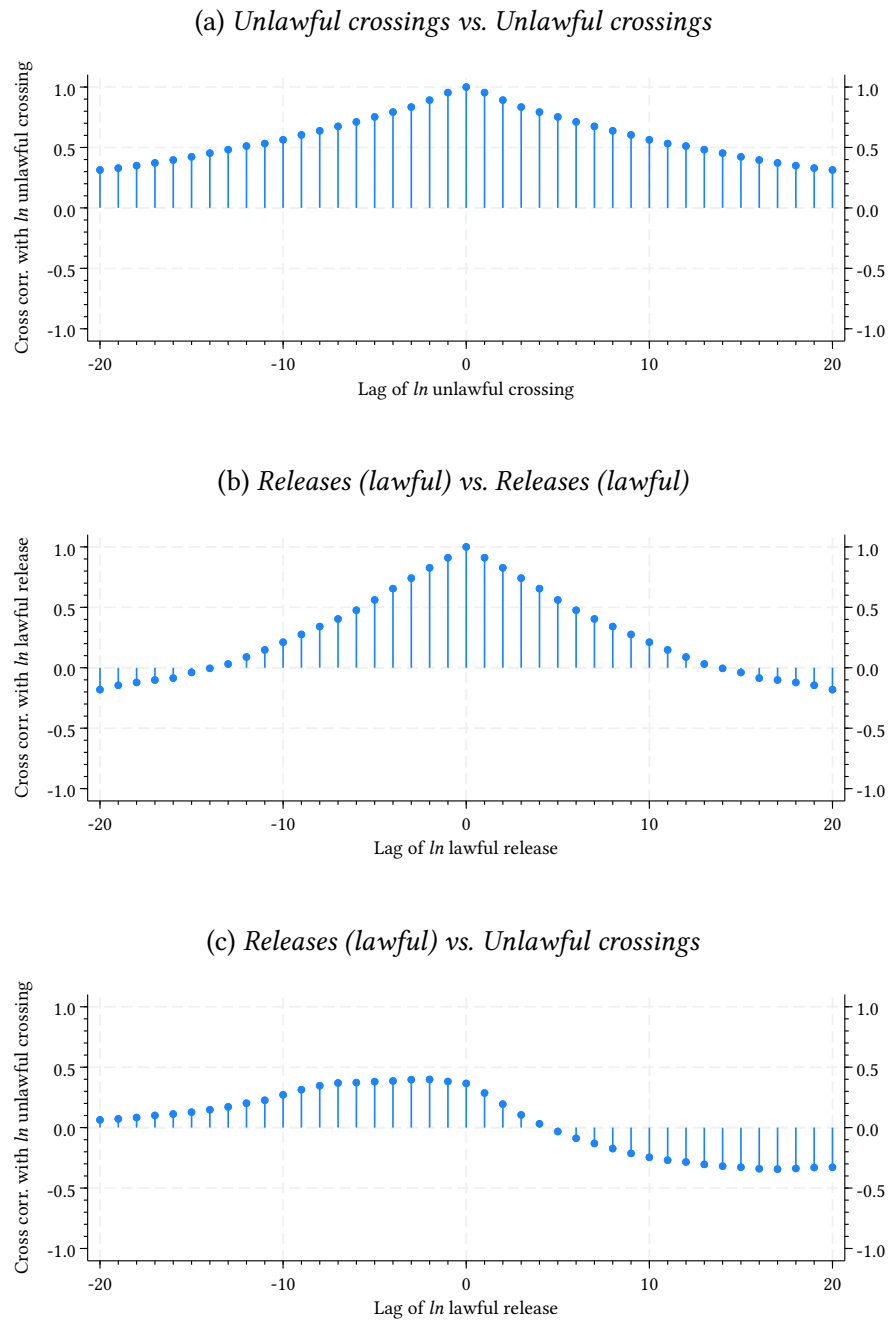 (a) Unlawful crossings vs. Unlawful crossings
Cross corr. with ln unlawful crossing
1.0 1.0
0.5 0.5
0.0 0.0
-0.5 -0.5
-1.0 -1.0
-20 -10 0 10 20
Lag of ln unlawful crossing
(b) Releases (lawful) vs. Releases (lawful)
Cross corr. with ln lawful release
1.0 1.0
0.5 0.5
0.0 0.0
-0.5 -0.5
-1.0 -1.0
-20 -10 0 10 20
Lag of ln lawful release
(c) Releases (lawful) vs. Unlawful crossings
Cross corr. with ln unlawful crossing
1.0 1.0
0.5 0.5
0.0 0.0
-0.5 -0.5
-1.0 -1.0
-20 -10 0 10 20
Lag of ln lawful release